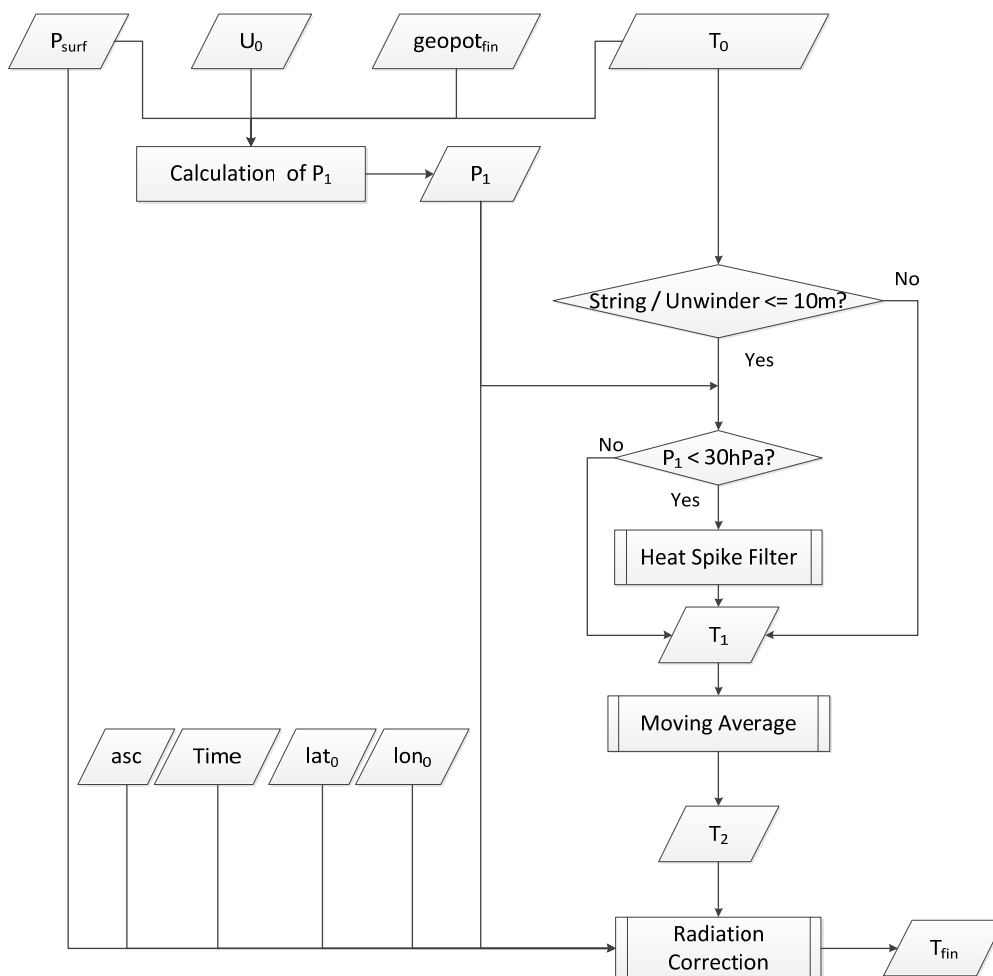 P_surf
U_0
geopot_fin
T_0
Calculation of P_1
P_1
String / Unwinder <= 10m?
No
Yes
P_1 < 30hPa?
No
Yes
Heat Spike Filter
T_1
Moving Average
asc
Time
lat_0
lon_0
T_2
Radiation
Correction
T_fin